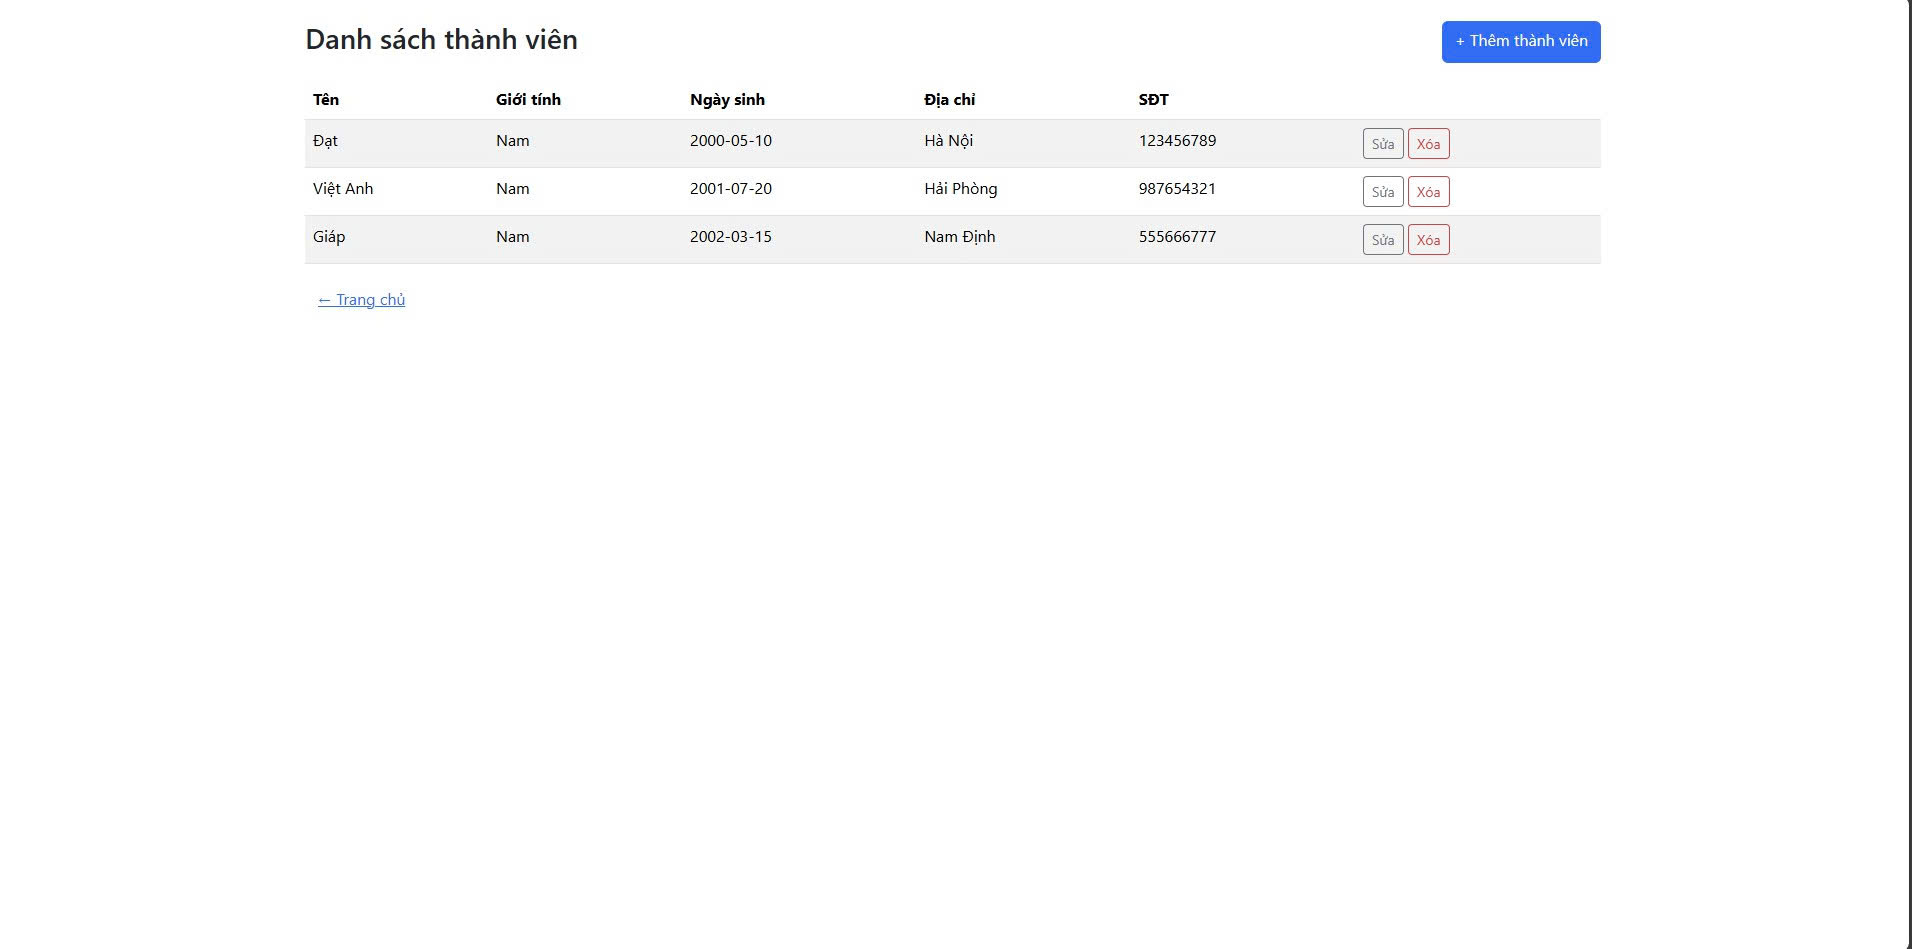 Danh sách thành viên
+ Thêm thành viên
Tên Giới tính Ngày sinh Địa chỉ SĐT
Đạt Nam 2000-05-10 Hà Nội 123456789 Sửa Xóa
Việt Anh Nam 2001-07-20 Hải Phòng 987654321 Sửa Xóa
Giáp Nam 2002-03-15 Nam Định 555666777 Sửa Xóa
← Trang chủ